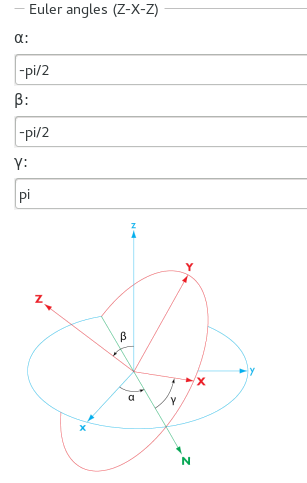 Euler angles (Z-X-Z)
α:
-pi/2
β:
-pi/2
γ:
pi
z
Y
Z
β
y
X
γ
α
x
N